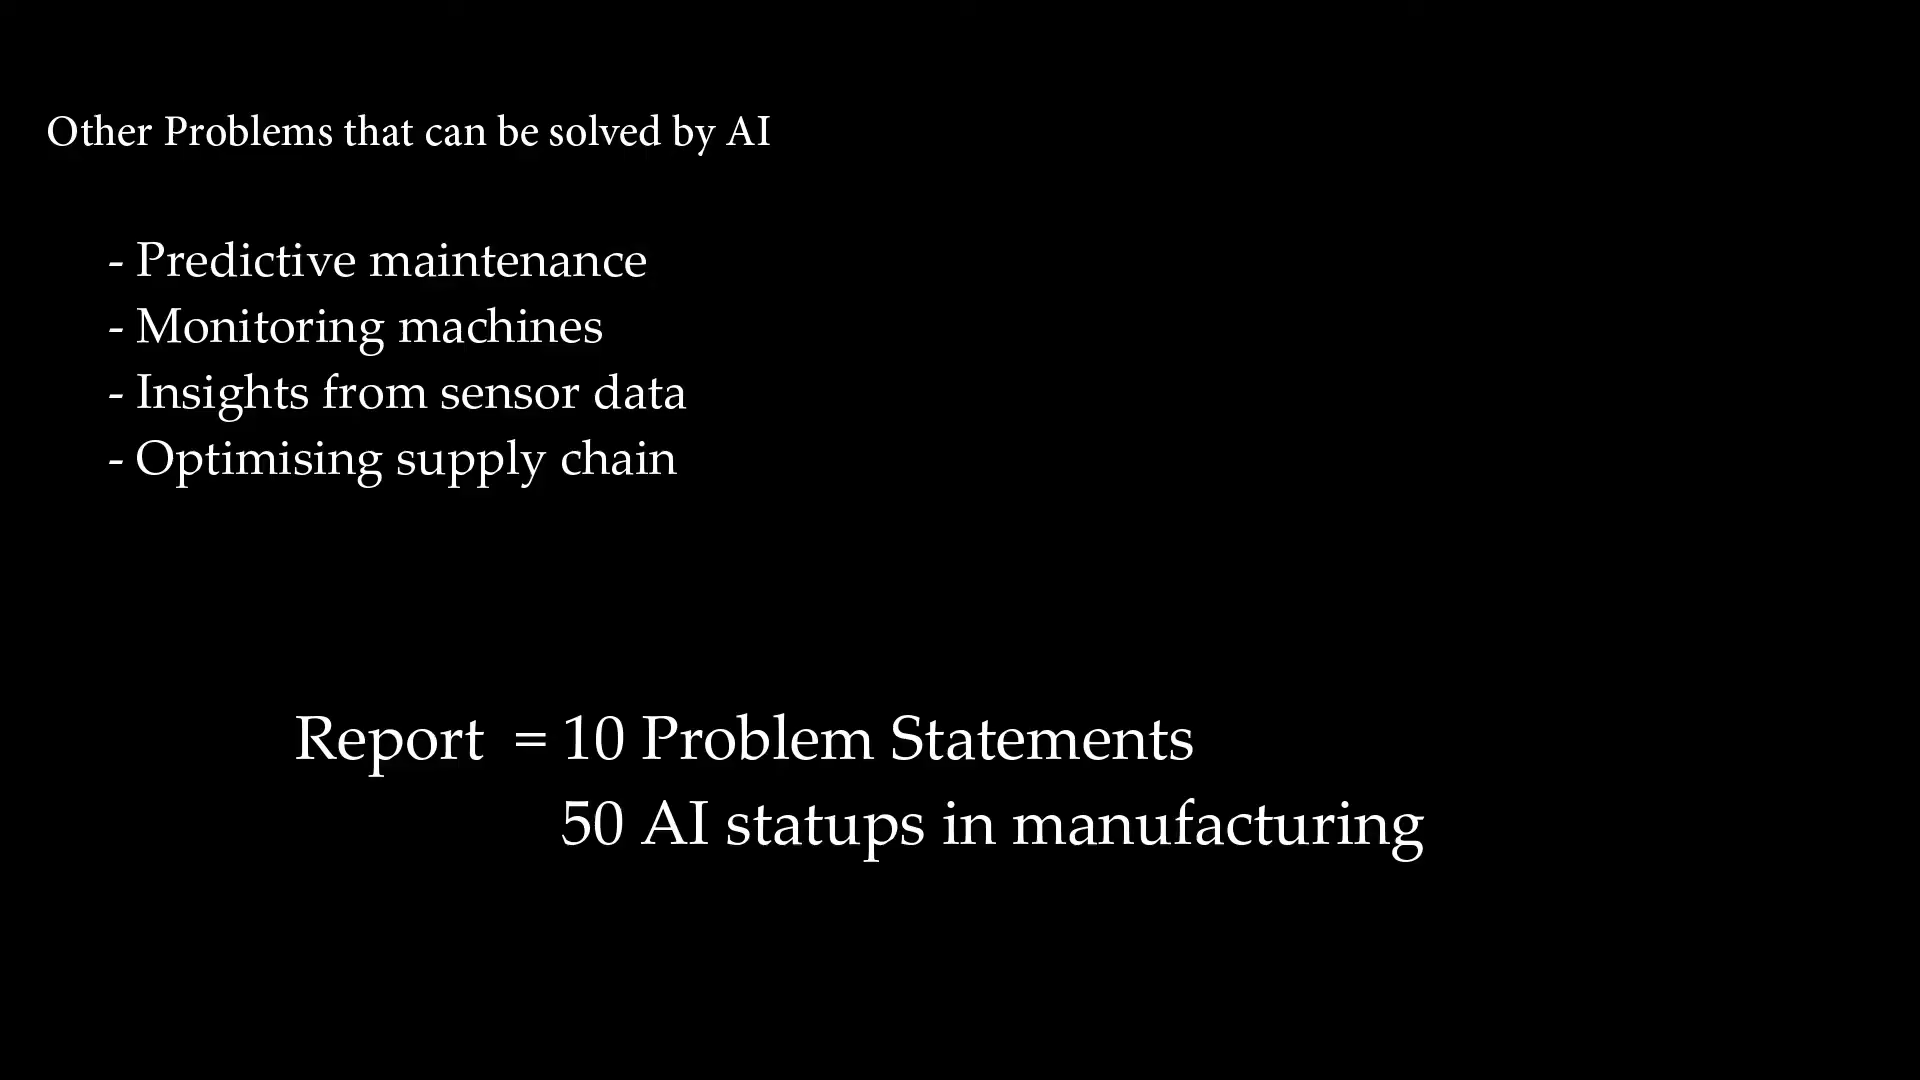 Other Problems that can be solved by AI
- Predictive maintenance
- Monitoring machines
- Insights from sensor data
- Optimising supply chain
Report = 10 Problem Statements
50 AI statups in manufacturing